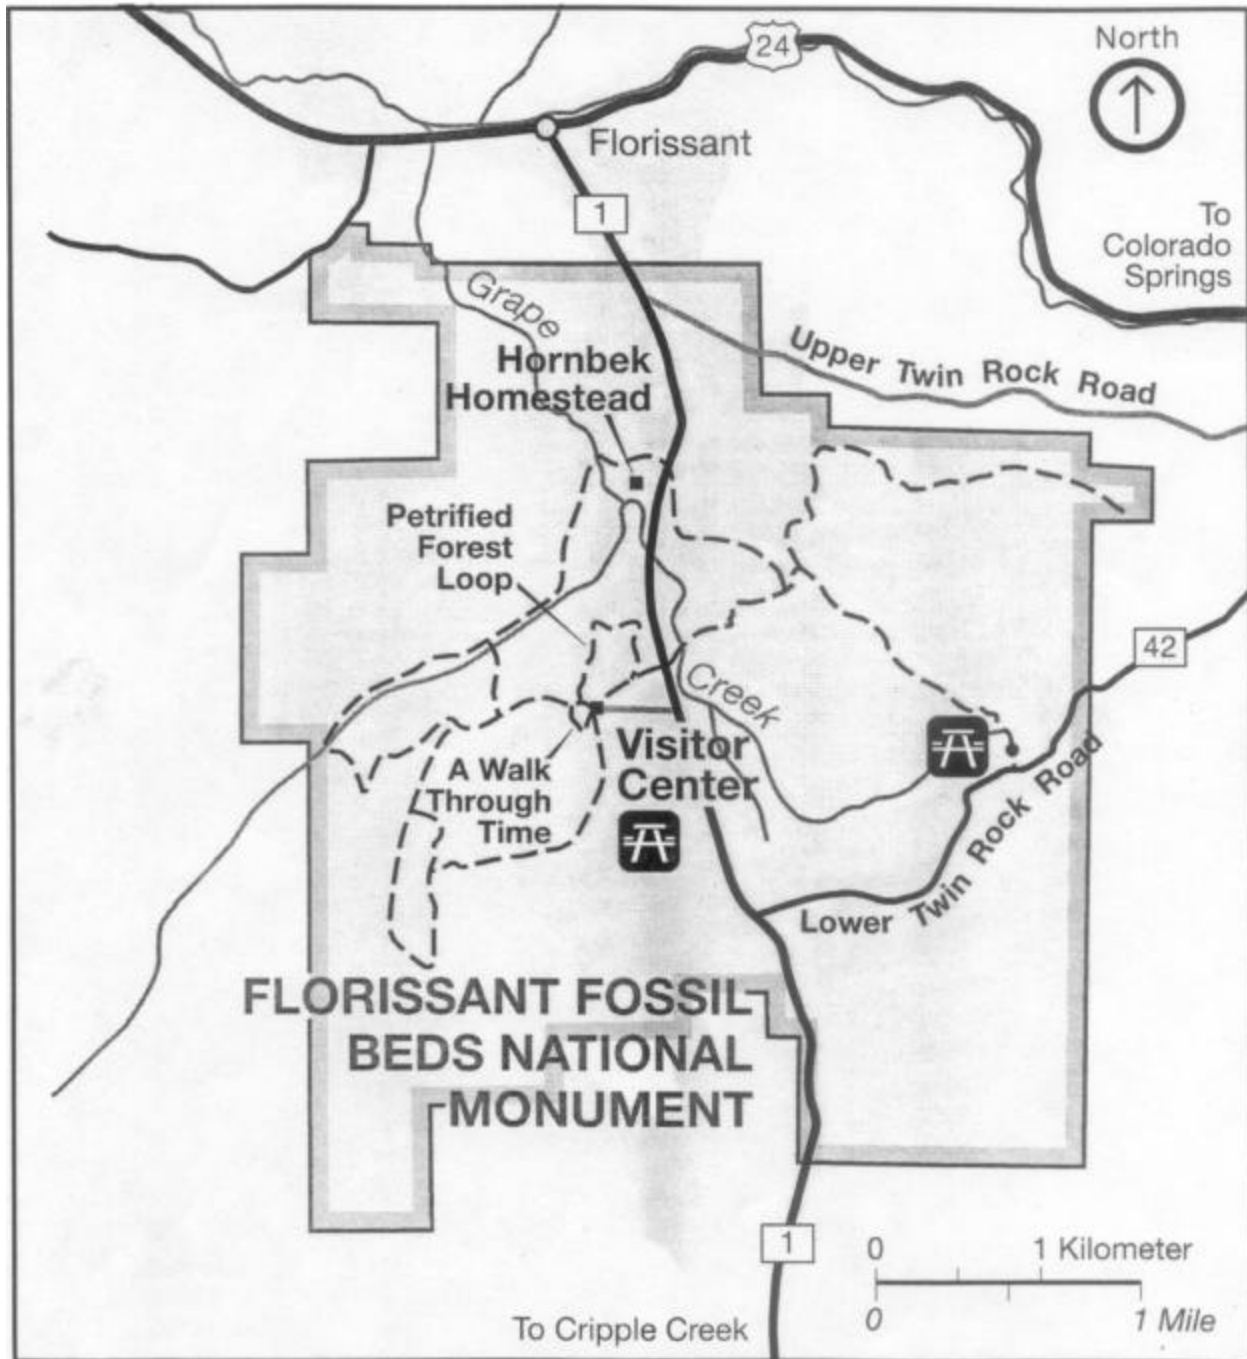 24
North
Florissant
1
To
Colorado
Springs
Grape
Upper Twin Rock Road
Hornbek
Homestead
Petrified
Forest
Loop
42
Creek
Visitor
Center
A Walk
Through
Time
Lower Twin Rock Road
FLORISSANT FOSSIL
BEDS NATIONAL
MONUMENT
1
0 1 Kilometer
0 1 Mile
To Cripple Creek